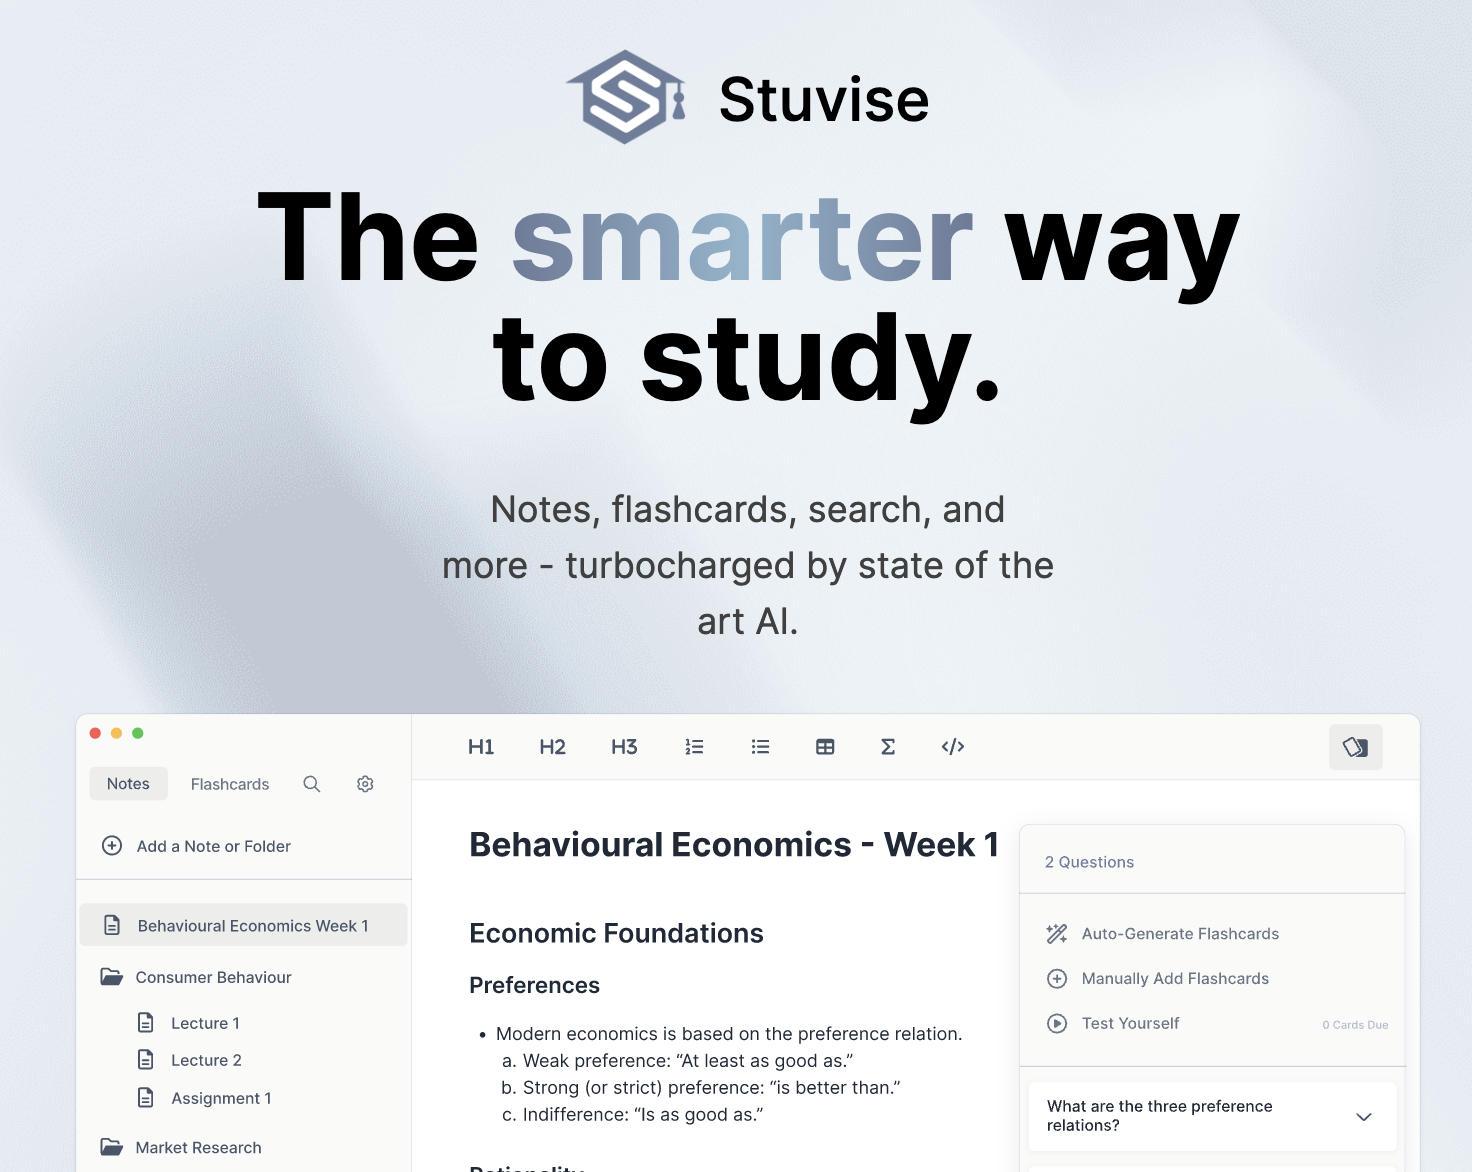 Stuvise
The smarter way
to study.
Notes, flashcards, search, and
more - turbocharged by state of the
art AI.
Notes
Flashcards
Add a Note or Folder
Behavioural Economics Week 1
Consumer Behaviour
Lecture 1
Lecture 2
Assignment 1
Market Research
H1 H2 H3 Σ </>
Behavioural Economics - Week 1
Economic Foundations
Preferences
• Modern economics is based on the preference relation.
a. Weak preference: “At least as good as.”
b. Strong (or strict) preference: “is better than.”
c. Indifference: “Is as good as.”
Rationality
2 Questions
Auto-Generate Flashcards
Manually Add Flashcards
Test Yourself
0 Cards Due
What are the three preference
relations?